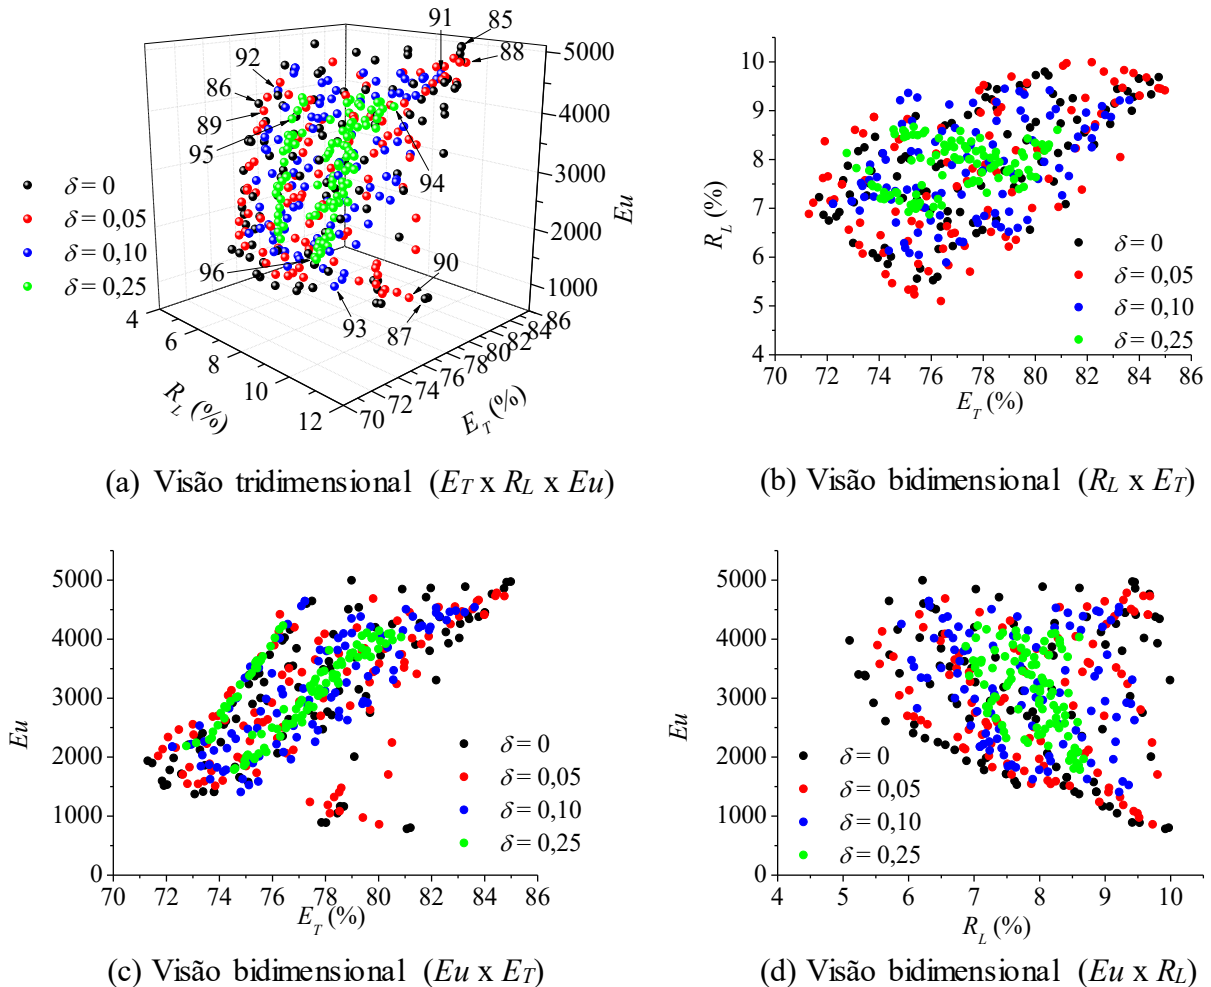 91
85
92
88
86
89
95
94
96
90
93
87
5000
4000
3000
2000
1000
Eu
δ = 0
δ = 0,05
δ = 0,10
δ = 0,25
4
6
8
10
12
R_L (%)
70
72
74
76
78
80
82
84
86
E_T (%)
(a) Visão tridimensional (E_T x R_L x Eu)
10
9
8
7
6
5
4
R_L (%)
δ = 0
δ = 0,05
δ = 0,10
δ = 0,25
70 72 74 76 78 80 82 84 86
E_T (%)
(b) Visão bidimensional (R_L x E_T)
5000
4000
3000
2000
1000
0
Eu
δ = 0
δ = 0,05
δ = 0,10
δ = 0,25
70 72 74 76 78 80 82 84 86
E_T (%)
(c) Visão bidimensional (Eu x E_T)
5000
4000
3000
2000
1000
0
Eu
δ = 0
δ = 0,05
δ = 0,10
δ = 0,25
4 5 6 7 8 9 10
R_L (%)
(d) Visão bidimensional (Eu x R_L)